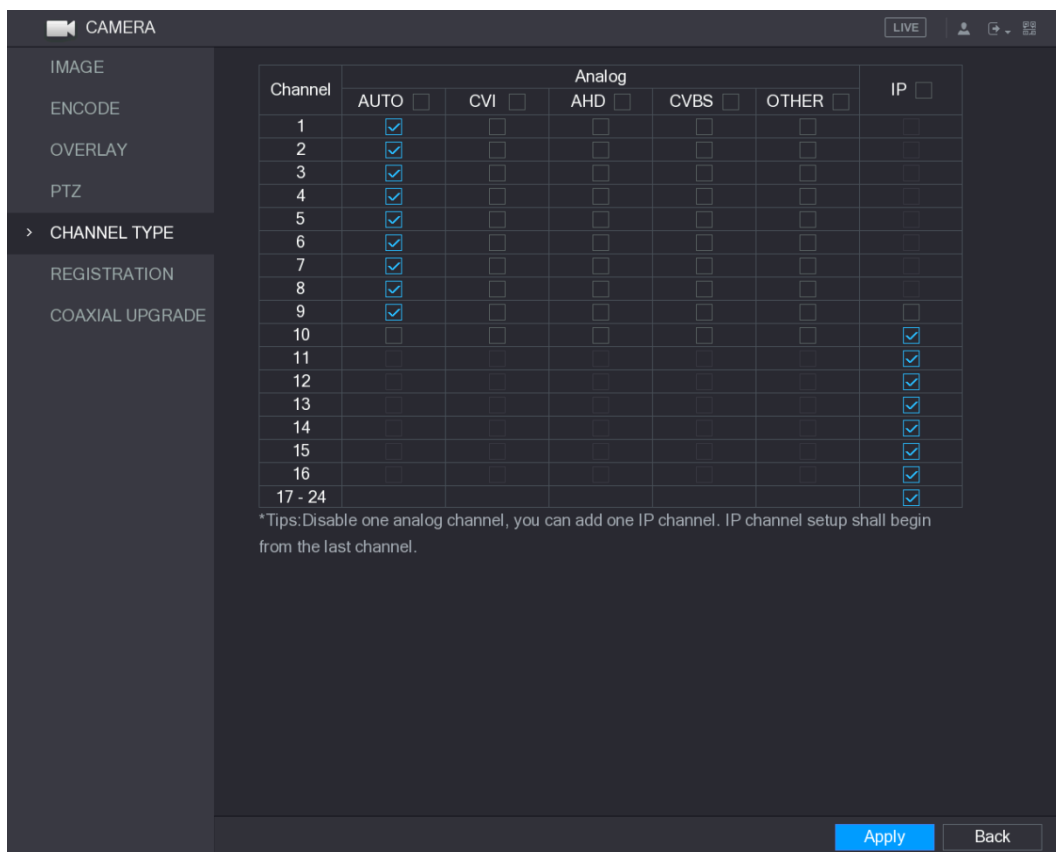 CAMERA
LIVE
IMAGE
ENCODE
OVERLAY
PTZ
> CHANNEL TYPE
REGISTRATION
COAXIAL UPGRADE
Channel Analog IP
AUTO CVI AHD CVBS OTHER
1
2
3
4
5
6
7
8
9
10
11
12
13
14
15
16
17 - 24
*Tips:Disable one analog channel, you can add one IP channel. IP channel setup shall begin
from the last channel.
Apply Back